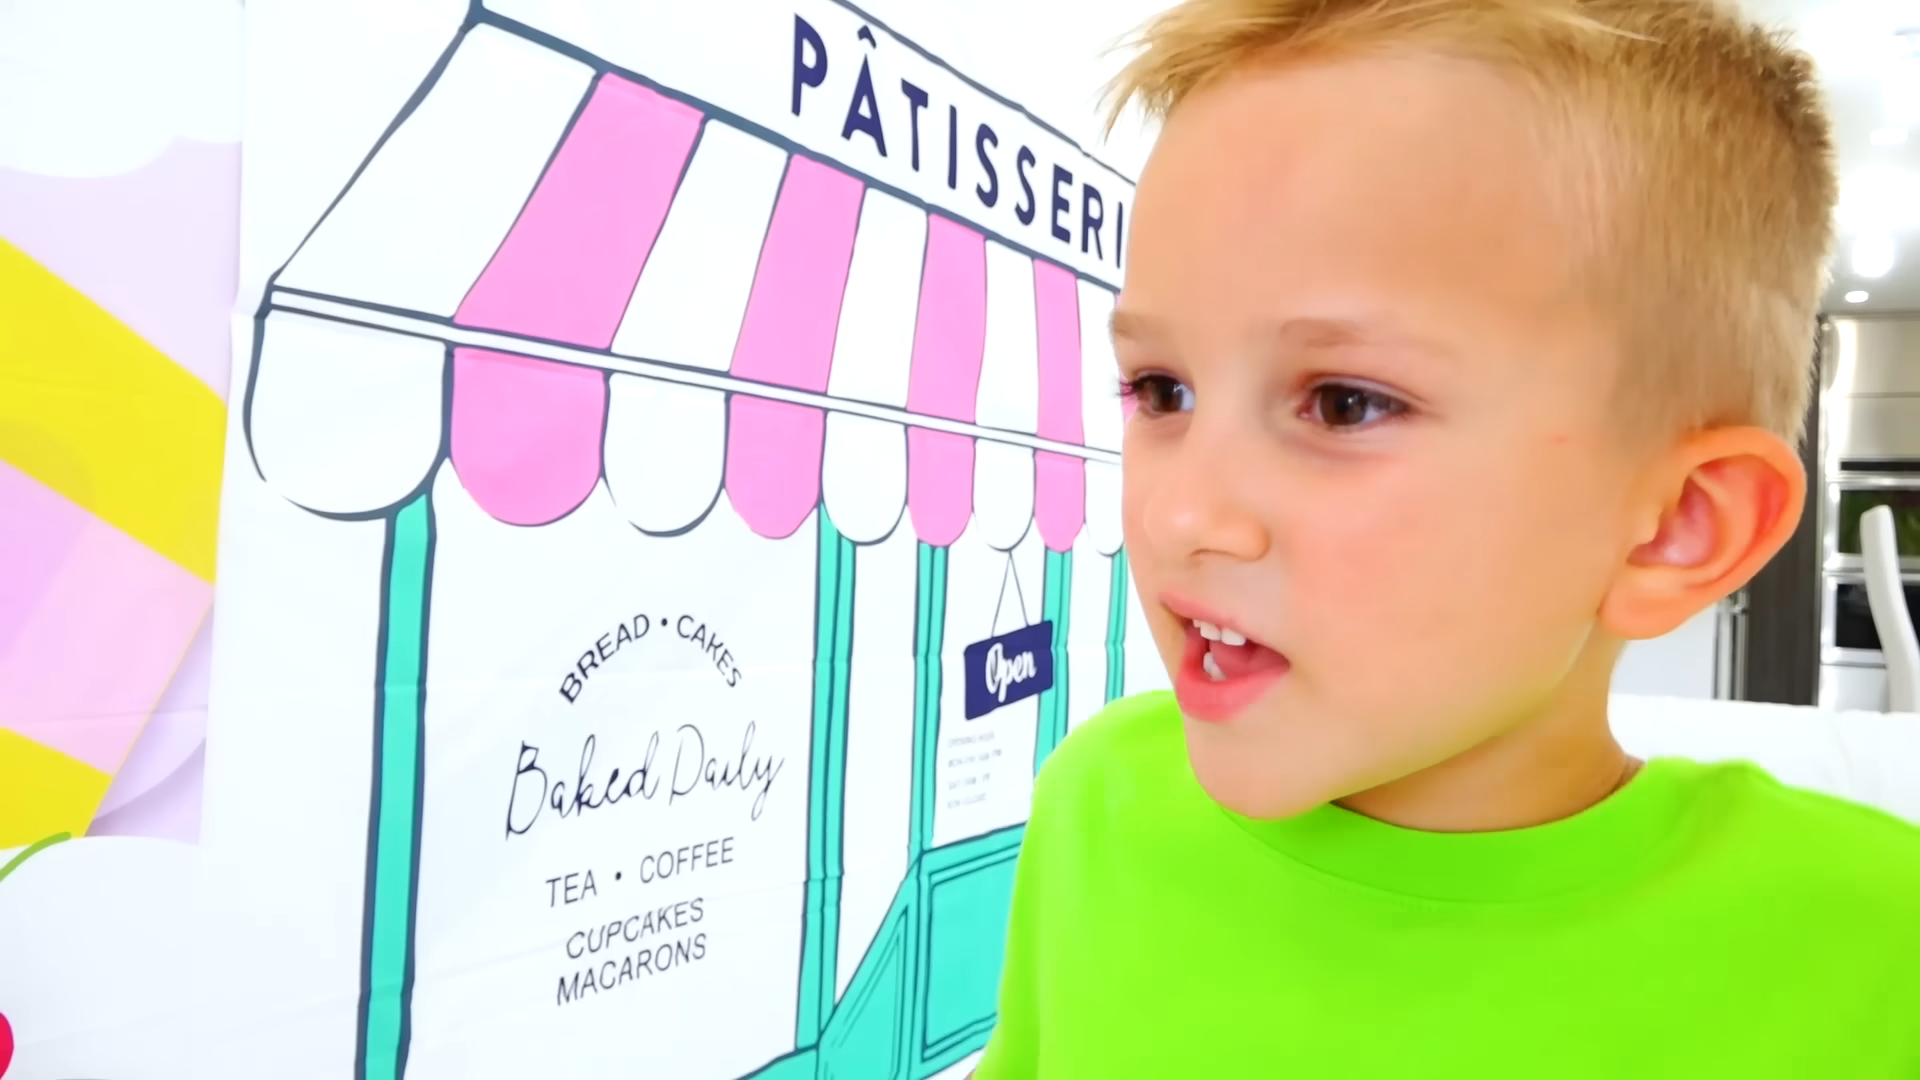 PÂTISSERI
BREAD • CAKES
Baked Daily
TEA • COFFEE
CUPCAKES
MACARONS
Open